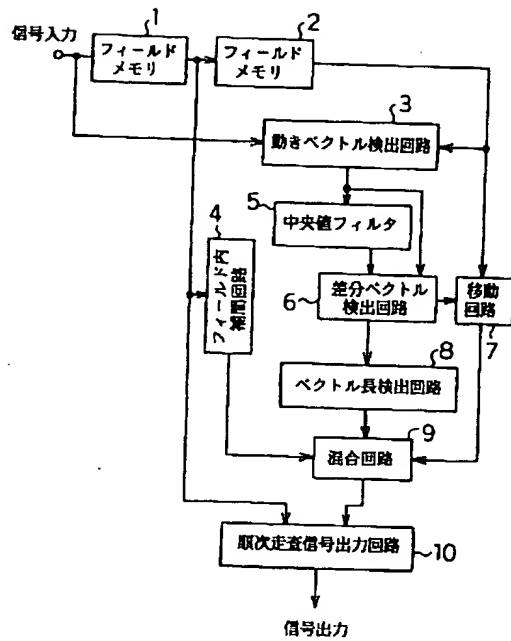 信号入力
1
フィールド
メモリ
2
フィールド
メモリ
3
動きベクトル検出回路
5
中央値フィルタ
4
フィールド内
補間回路
6
差分ベクトル
検出回路
移動
回路
7
8
ベクトル長検出回路
9
混合回路
順次走査信号出力回路
10
信号出力